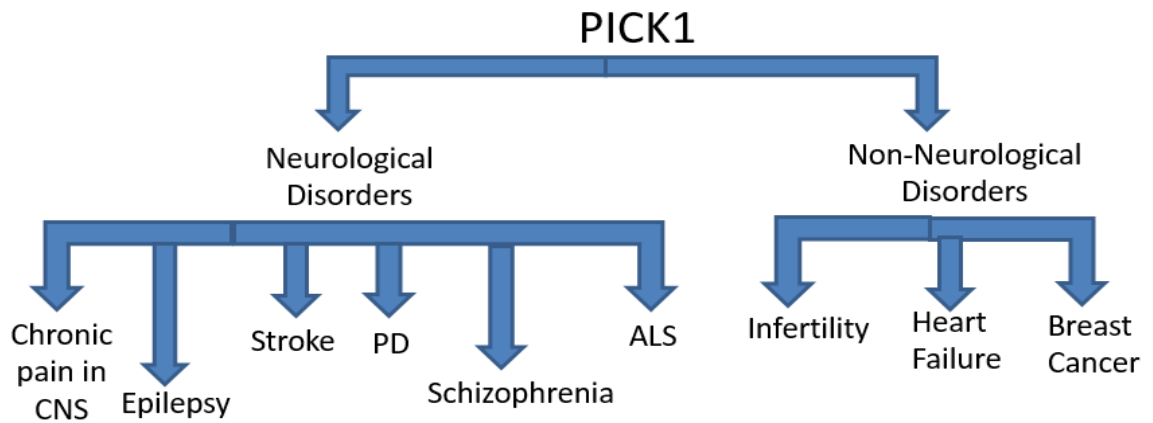 PICK1
Neurological
Disorders
Non-Neurological
Disorders
Chronic
pain in
CNS
Epilepsy
Stroke
PD
Schizophrenia
ALS
Infertility
Heart
Failure
Breast
Cancer